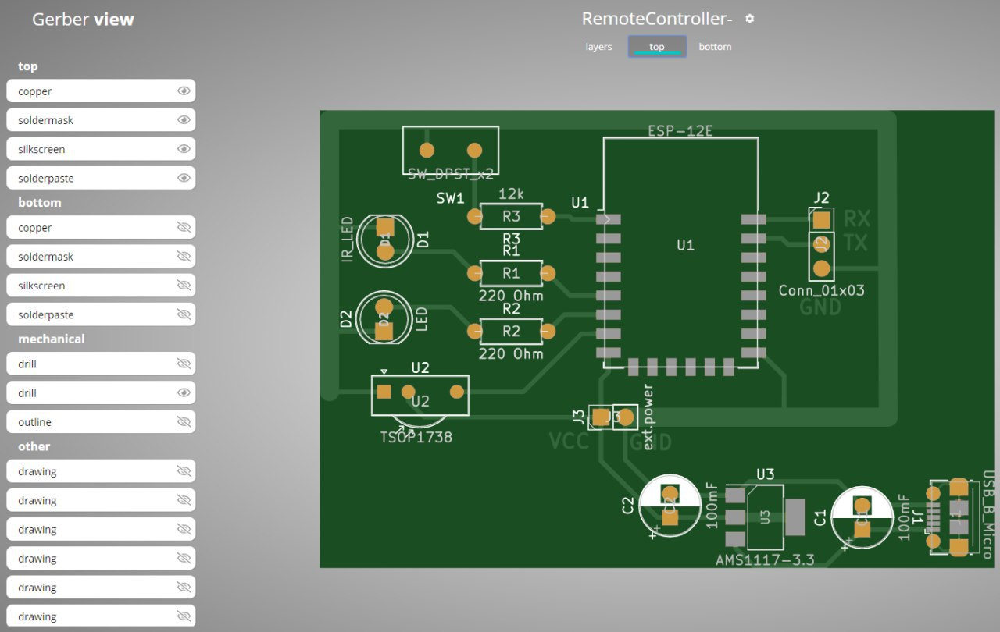 Gerber view
RemoteController-
layers
top
bottom
top
copper
soldermask
silkscreen
solderpaste
bottom
copper
soldermask
silkscreen
solderpaste
mechanical
drill
drill
outline
other
drawing
drawing
drawing
drawing
drawing
drawing
ESP-12E
SW_DPST_x2
SW1
12k
R3
R3
U1
U1
J2
J2
RX
TX
Conn_01x03
GND
IR_LED
D1
D1
R1
R1
220 Ohm
D2
D2
LED
R2
R2
220 Ohm
U2
U2
TSOP1738
J3
J3
ext.power
VCC
GND
C2
C2
100mF
U3
U3
AMS1117-3.3
C1
C1
100mF
J1
J1
USB_B_Micro